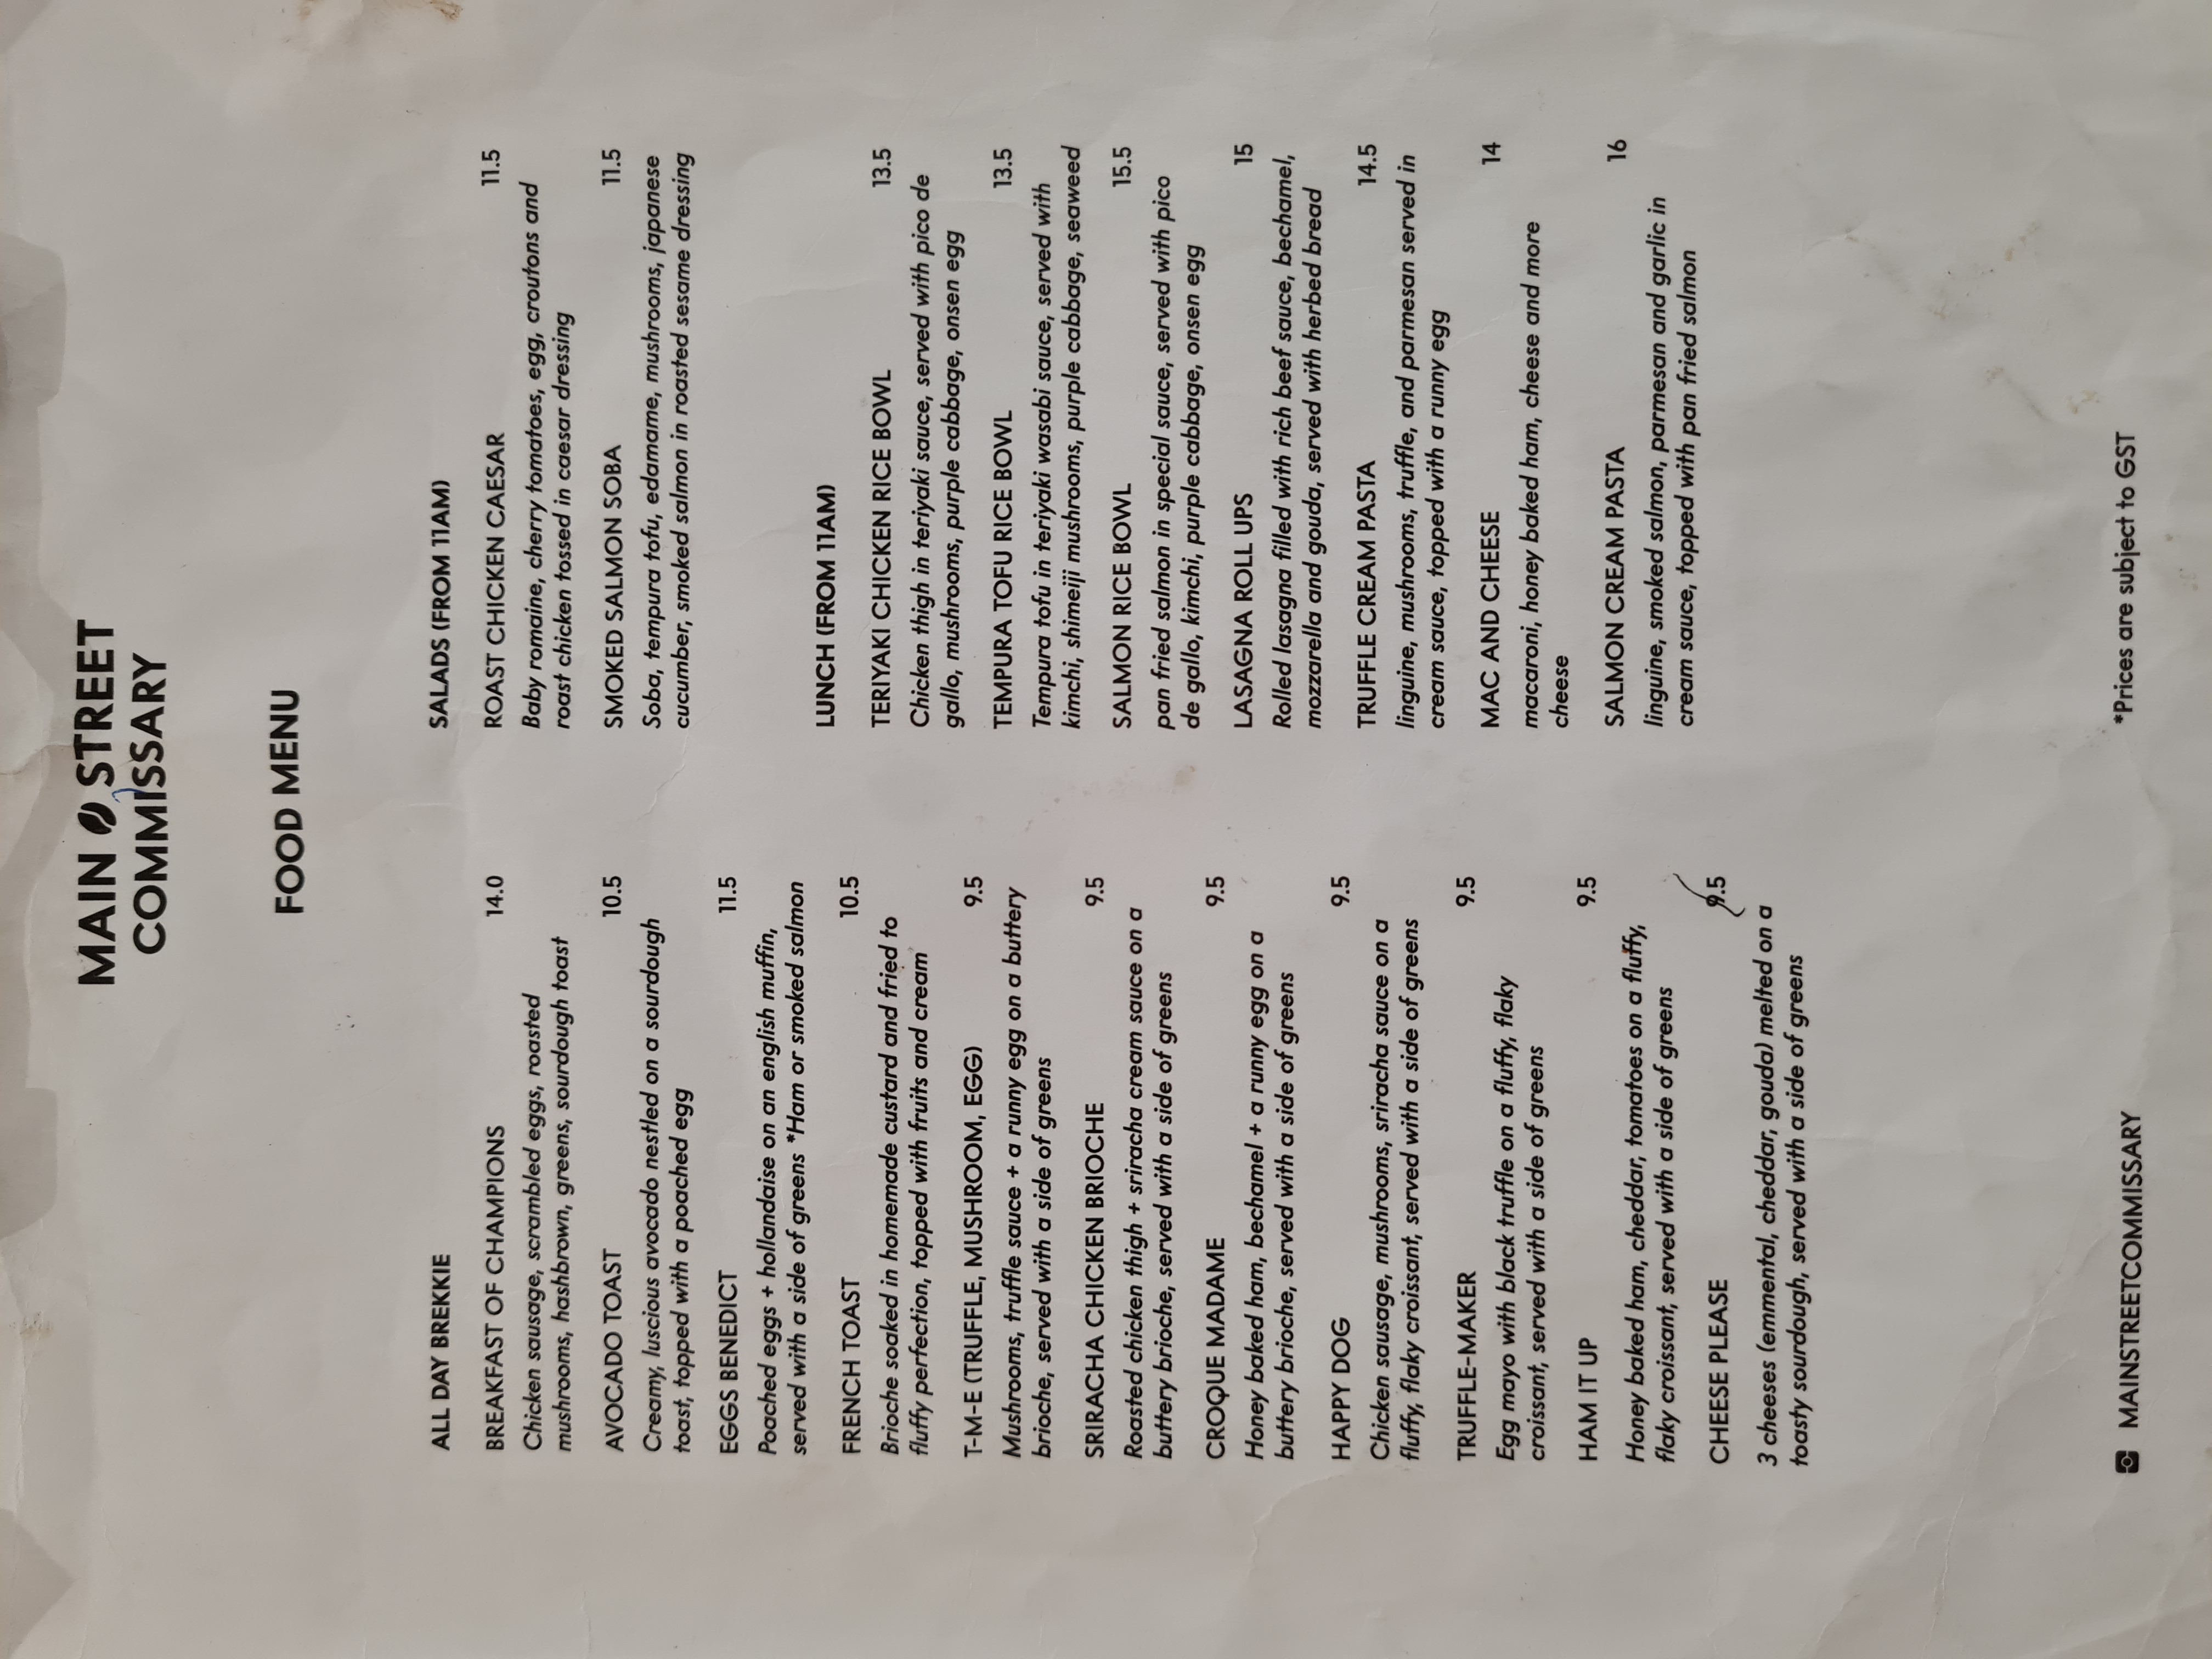 MAIN STREET
COMMISSARY
FOOD MENU
ALL DAY BREKKIE
BREAKFAST OF CHAMPIONS 14.0
Chicken sausage, scrambled eggs, roasted
mushrooms, hashbrown, greens, sourdough toast
AVOCADO TOAST 10.5
Creamy, luscious avocado nestled on a sourdough
toast, topped with a poached egg
EGGS BENEDICT 11.5
Poached eggs + hollandaise on an english muffin,
served with a side of greens *Ham or smoked salmon
FRENCH TOAST 10.5
Brioche soaked in homemade custard and fried to
fluffy perfection, topped with fruits and cream
T-M-E (TRUFFLE, MUSHROOM, EGG) 9.5
Mushrooms, truffle sauce + a runny egg on a buttery
brioche, served with a side of greens
SRIRACHA CHICKEN BRIOCHE 9.5
Roasted chicken thigh + sriracha cream sauce on a
buttery brioche, served with a side of greens
CROQUE MADAME 9.5
Honey baked ham, bechamel + a runny egg on a
buttery brioche, served with a side of greens
HAPPY DOG 9.5
Chicken sausage, mushrooms, sriracha sauce on a
fluffy, flaky croissant, served with a side of greens
TRUFFLE-MAKER 9.5
Egg mayo with black truffle on a fluffy, flaky
croissant, served with a side of greens
HAM IT UP 9.5
Honey baked ham, cheddar, tomatoes on a fluffy,
flaky croissant, served with a side of greens
CHEESE PLEASE 9.5
3 cheeses (emmental, cheddar, gouda) melted on a
toasty sourdough, served with a side of greens
SALADS (FROM 11AM)
ROAST CHICKEN CAESAR 11.5
Baby romaine, cherry tomatoes, egg, croutons and
roast chicken tossed in caesar dressing
SMOKED SALMON SOBA 11.5
Soba, tempura tofu, edamame, mushrooms, japanese
cucumber, smoked salmon in roasted sesame dressing
LUNCH (FROM 11AM)
TERIYAKI CHICKEN RICE BOWL 13.5
Chicken thigh in teriyaki sauce, served with pico de
gallo, mushrooms, purple cabbage, onsen egg
TEMPURA TOFU RICE BOWL 13.5
Tempura tofu in teriyaki wasabi sauce, served with
kimchi, shimeiji mushrooms, purple cabbage, seaweed
SALMON RICE BOWL 15.5
pan fried salmon in special sauce, served with pico
de gallo, kimchi, purple cabbage, onsen egg
LASAGNA ROLL UPS 15
Rolled lasagna filled with rich beef sauce, bechamel,
mozzarella and gouda, served with herbed bread
TRUFFLE CREAM PASTA 14.5
linguine, mushrooms, truffle, and parmesan served in
cream sauce, topped with a runny egg
MAC AND CHEESE 14
macaroni, honey baked ham, cheese and more
cheese
SALMON CREAM PASTA 16
linguine, smoked salmon, parmesan and garlic in
cream sauce, topped with pan fried salmon
MAINSTREETCOMMISSARY
*Prices are subject to GST